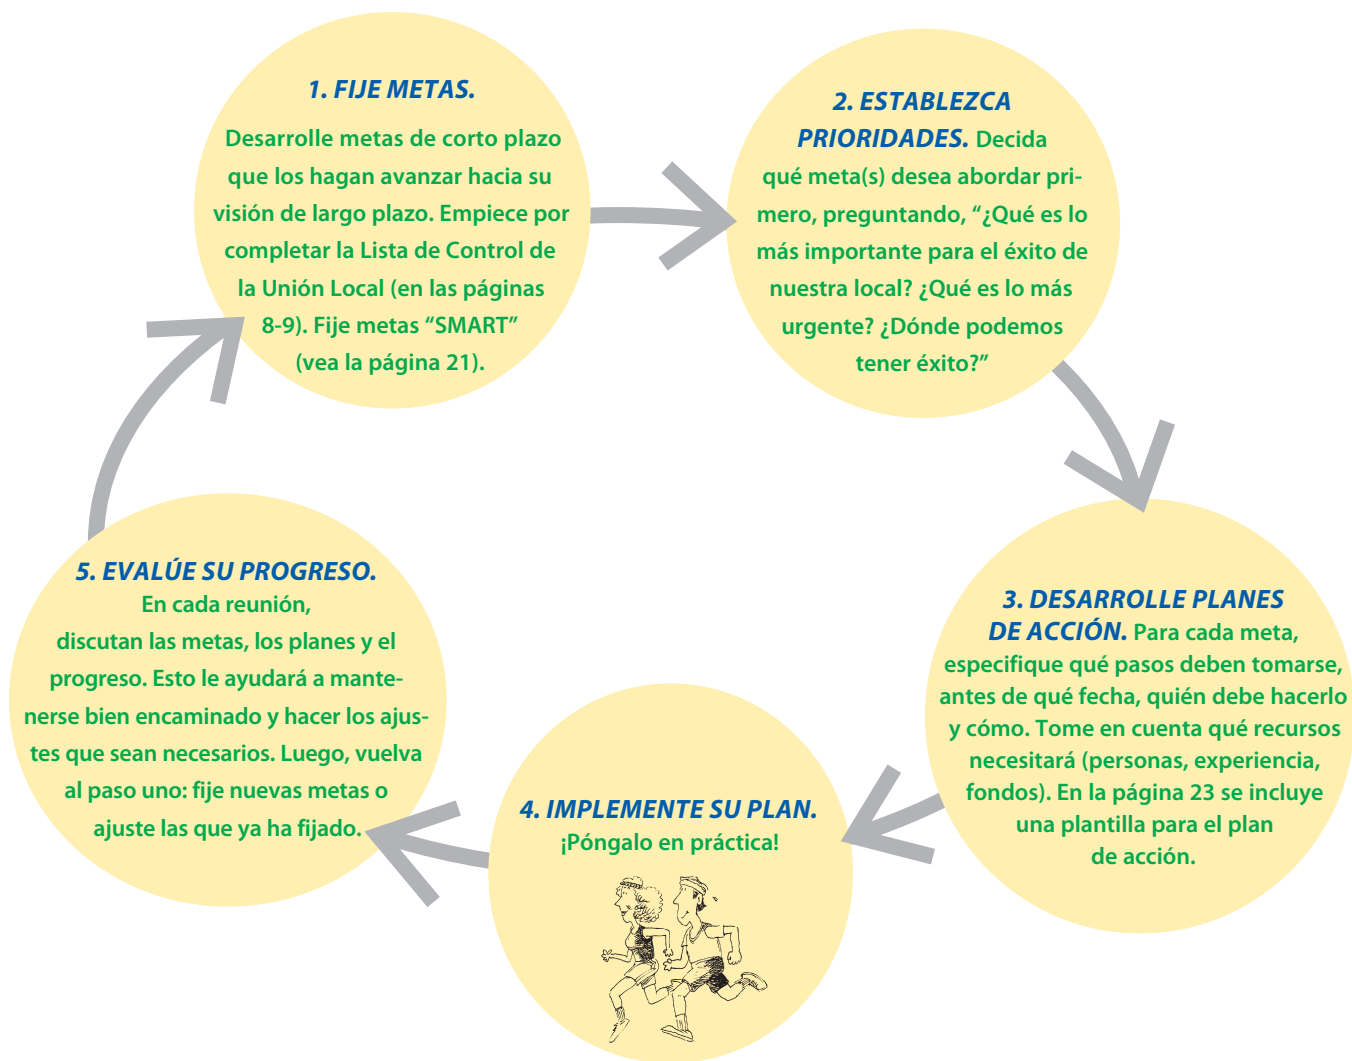 1. FIJE METAS.
Desarrolle metas de corto plazo
que los hagan avanzar hacia su
visión de largo plazo. Empiece por
completar la Lista de Control de
la Unión Local (en las páginas
8-9). Fije metas “SMART”
(vea la página 21).
2. ESTABLEZCA
PRIORIDADES. Decida
qué meta(s) desea abordar pri-
mero, preguntando, “¿Qué es lo
más importante para el éxito de
nuestra local? ¿Qué es lo más
urgente? ¿Dónde podemos
tener éxito?”
3. DESARROLLE PLANES
DE ACCIÓN. Para cada meta,
especifique qué pasos deben tomarse,
antes de qué fecha, quién debe hacerlo
y cómo. Tome en cuenta qué recursos
necesitará (personas, experiencia,
fondos). En la página 23 se incluye
una plantilla para el plan
de acción.
4. IMPLEMENTE SU PLAN.
¡Póngalo en práctica!
5. EVALÚE SU PROGRESO.
En cada reunión,
discutan las metas, los planes y el
progreso. Esto le ayudará a mante-
nerse bien encaminado y hacer los ajus-
tes que sean necesarios. Luego, vuelva
al paso uno: fije nuevas metas o
ajuste las que ya ha fijado.